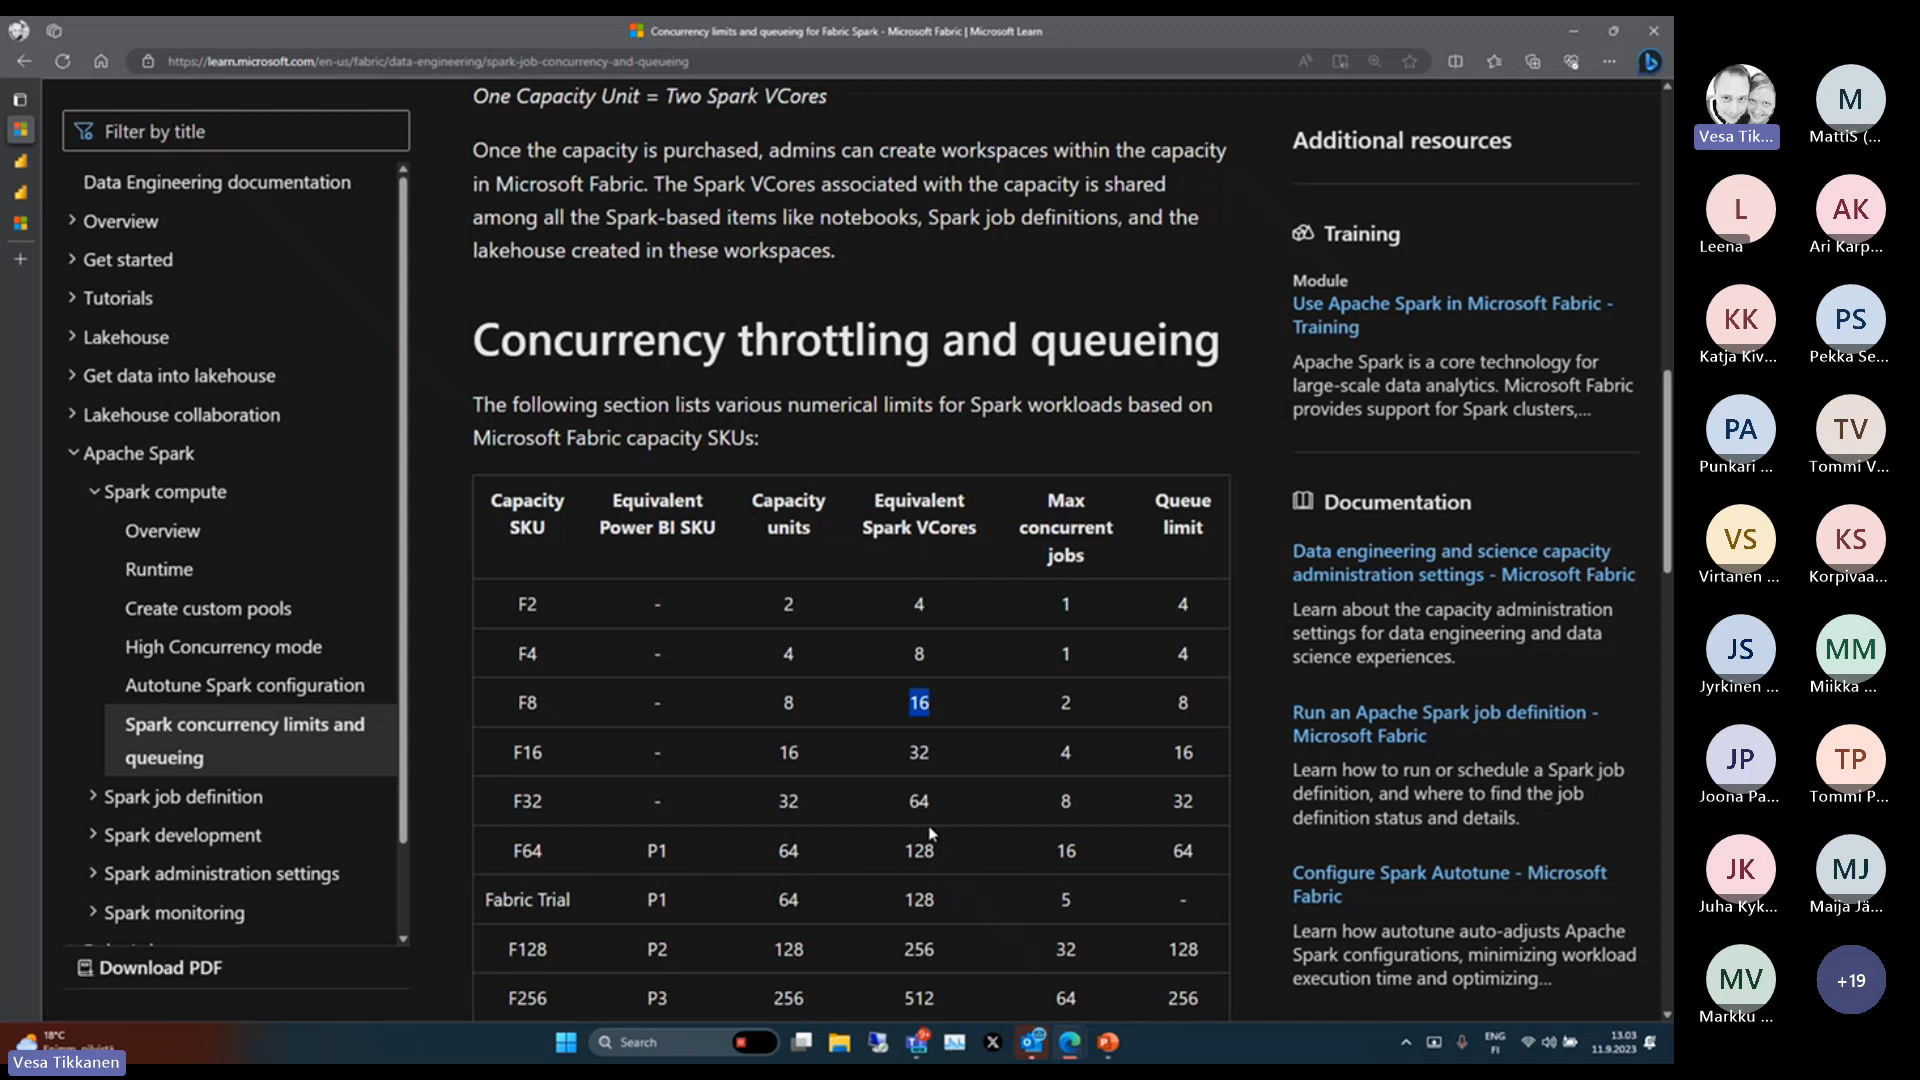 Concurrency limits and queueing for Fabric Spark - Microsoft Fabric | Microsoft Learn
https://learn.microsoft.com/en-us/fabric/data-engineering/spark-job-concurrency-and-queueing
Filter by title
Data Engineering documentation
Overview
Get started
Tutorials
Lakehouse
Get data into lakehouse
Lakehouse collaboration
Apache Spark
Spark compute
Overview
Runtime
Create custom pools
High Concurrency mode
Autotune Spark configuration
Spark concurrency limits and
queueing
Spark job definition
Spark development
Spark administration settings
Spark monitoring
Download PDF
One Capacity Unit = Two Spark VCores
Once the capacity is purchased, admins can create workspaces within the capacity
in Microsoft Fabric. The Spark VCores associated with the capacity is shared
among all the Spark-based items like notebooks, Spark job definitions, and the
lakehouse created in these workspaces.
Concurrency throttling and queueing
The following section lists various numerical limits for Spark workloads based on
Microsoft Fabric capacity SKUs:
Capacity SKU Equivalent Power BI SKU Capacity units Equivalent Spark VCores Max concurrent jobs Queue limit
F2 - 2 4 1 4
F4 - 4 8 1 4
F8 - 8 16 2 8
F16 - 16 32 4 16
F32 - 32 64 8 32
F64 P1 64 128 16 64
Fabric Trial P1 64 128 5 -
F128 P2 128 256 32 128
F256 P3 256 512 64 256
Additional resources
Training
Module
Use Apache Spark in Microsoft Fabric -
Training
Apache Spark is a core technology for
large-scale data analytics. Microsoft Fabric
provides support for Spark clusters,...
Documentation
Data engineering and science capacity
administration settings - Microsoft Fabric
Learn about the capacity administration
settings for data engineering and data
science experiences.
Run an Apache Spark job definition -
Microsoft Fabric
Learn how to run or schedule a Spark job
definition, and where to find the job
definition status and details.
Configure Spark Autotune - Microsoft
Fabric
Learn how autotune auto-adjusts Apache
Spark configurations, minimizing workload
execution time and optimizing...
Vesa Tik...
M
MattiS (...
L
Leena
AK
Ari Karp...
KK
Katja Kiv...
PS
Pekka Se...
PA
Punkari ...
TV
Tommi V...
VS
Virtanen ...
KS
Korpivaa...
JS
Jyrkinen ...
MM
Miikka ...
JP
Joona Pa...
TP
Tommi P...
JK
Juha Kyk...
MJ
Maija Jä...
MV
Markku ...
+19
18°C
Vesa Tikkanen
Search
ENG
FI
13.03
11.9.2023